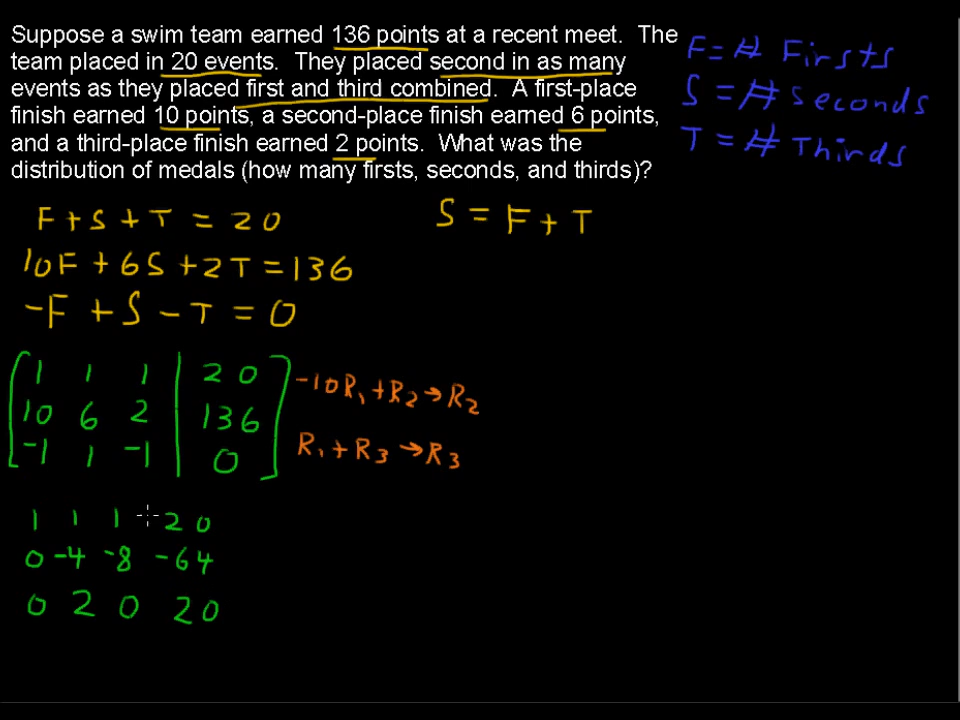 Suppose a swim team earned 136 points at a recent meet. The
team placed in 20 events. They placed second in as many
events as they placed first and third combined. A first-place
finish earned 10 points, a second-place finish earned 6 points,
and a third-place finish earned 2 points. What was the
distribution of medals (how many firsts, seconds, and thirds)?
F = # Firsts
S = # Seconds
T = # Thirds
F + S + T = 20
S = F + T
10F + 6S + 2T = 136
-F + S - T = 0
1 1 1 | 20
10 6 2 | 136
-1 1 -1 | 0
-10R₁ + R₂ → R₂
R₁ + R₃ → R₃
1 1 1 20
0 -4 -8 -64
0 2 0 20